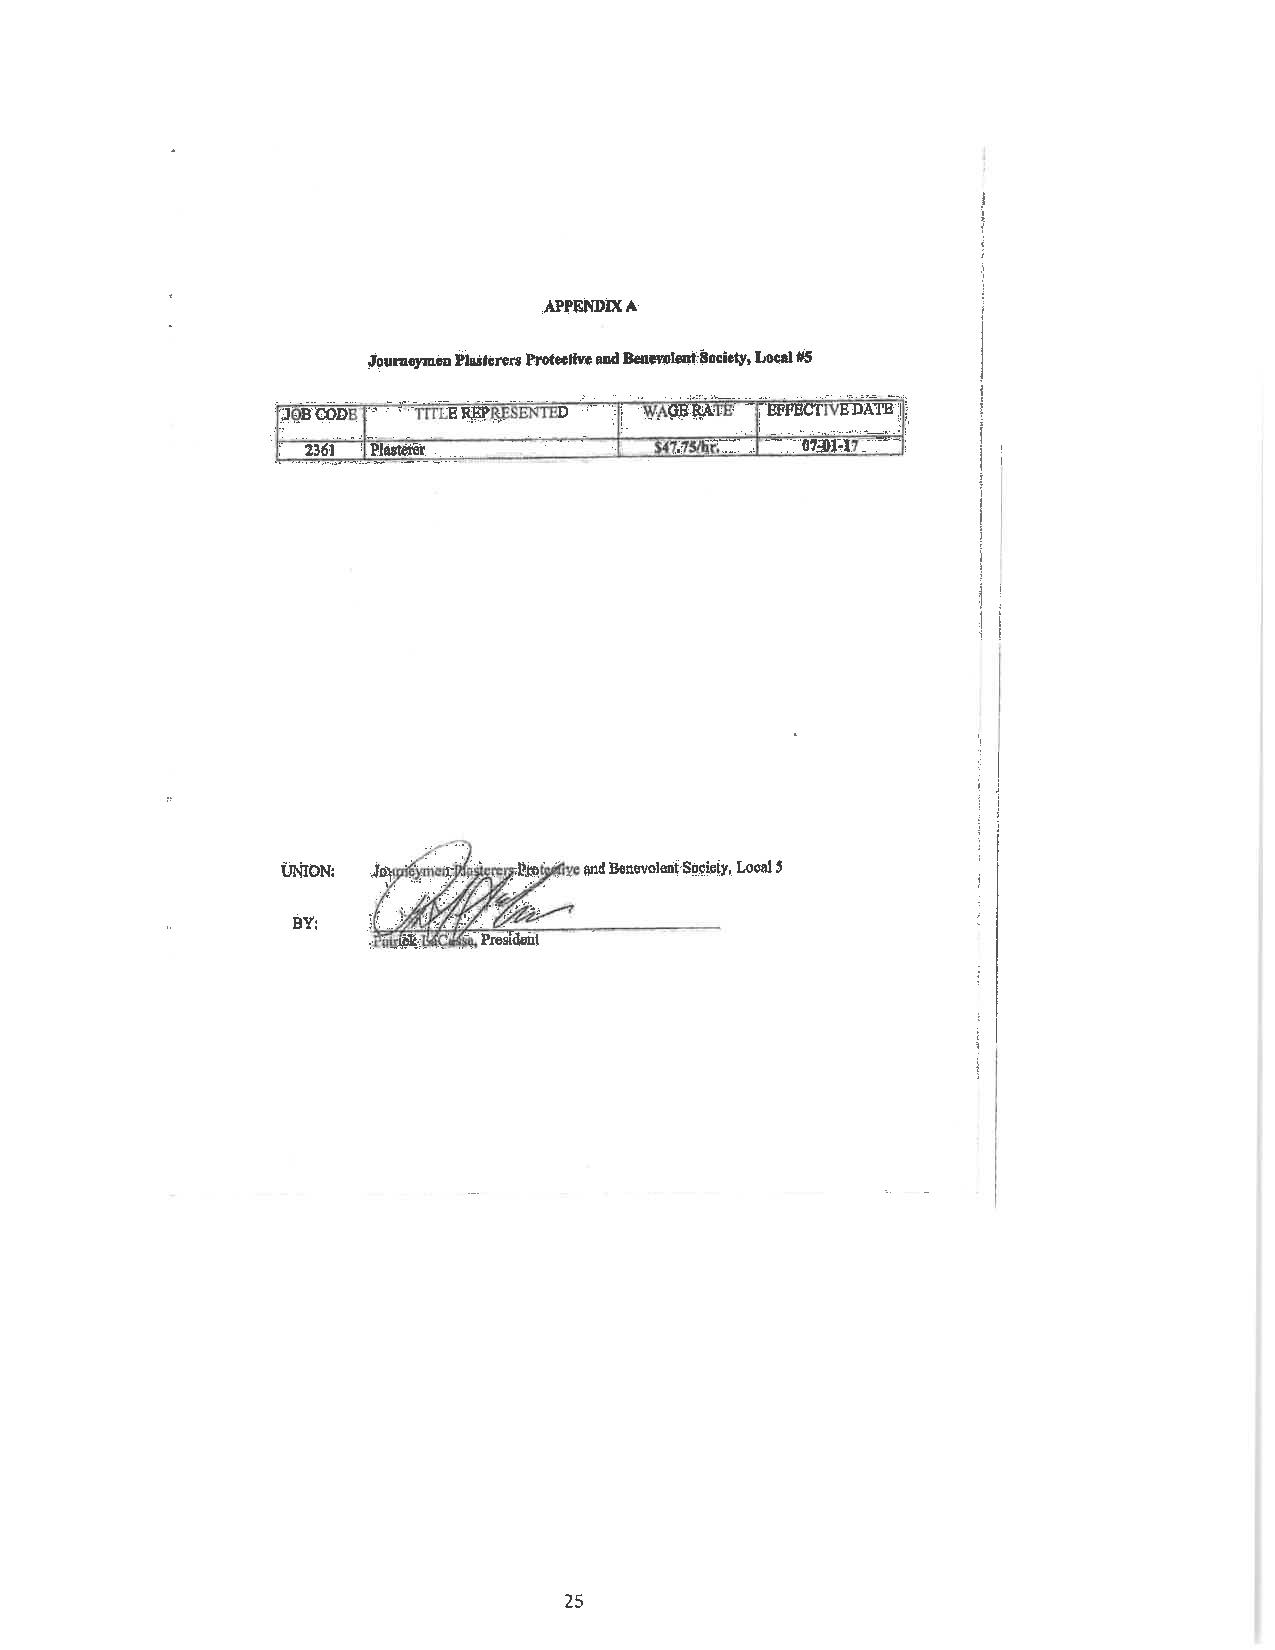 APPENDIX A
Journeymen Plasterers Protective and Benevolent Society, Local #5
JOB CODE TITLE REPRESENTED WAGE RATE EFFECTIVE DATE
2361 Plasterer $47.75/hr. 07-01-17
UNION: Journeymen Plasterers Protective and Benevolent Society, Local 5
BY:
Patrick LaCassa, President
25